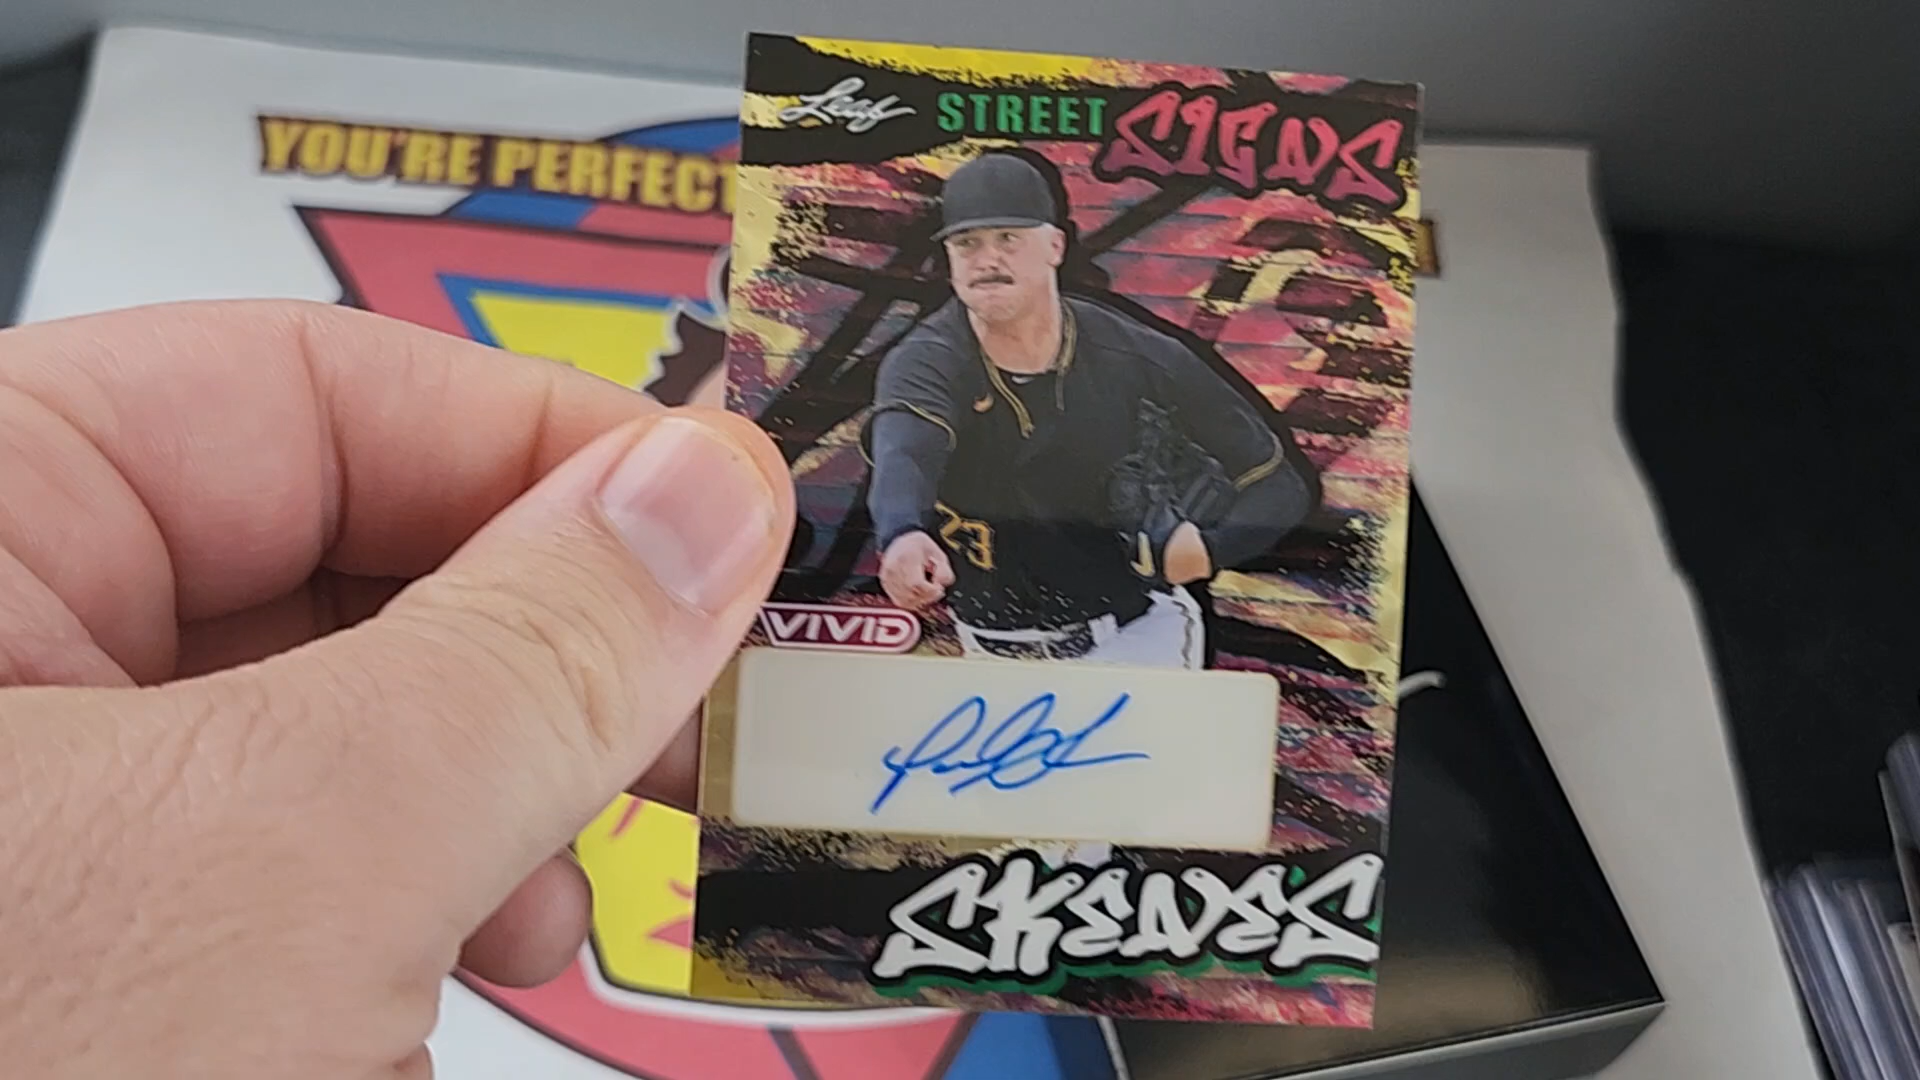 YOU'RE PERFECT
Leaf STREET SIGNS
23
VIVID
SKENES